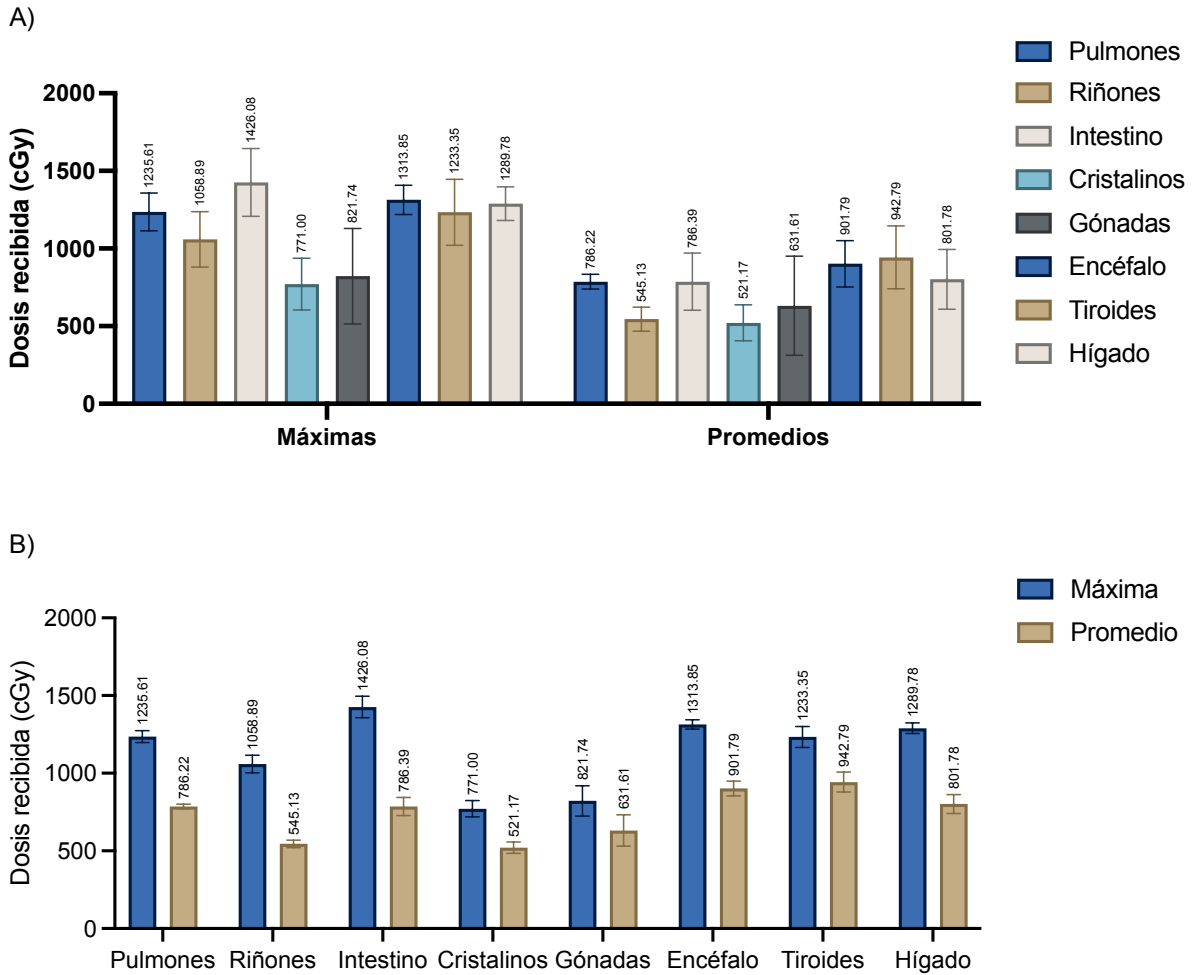 A)
Dosis recibida (cGy)
2000
1500
1000
500
0
1235.61
1058.89
1426.08
771.00
821.74
1313.85
1233.35
1289.78
786.22
545.13
786.39
521.17
631.61
901.79
942.79
801.78
Máximas
Promedios
Pulmones
Riñones
Intestino
Cristalinos
Gónadas
Encéfalo
Tiroides
Hígado
B)
Dosis recibida (cGy)
2000
1500
1000
500
0
1235.61
786.22
1058.89
545.13
1426.08
786.39
771.00
521.17
821.74
631.61
1313.85
901.79
1233.35
942.79
1289.78
801.78
Pulmones
Riñones
Intestino
Cristalinos
Gónadas
Encéfalo
Tiroides
Hígado
Máxima
Promedio